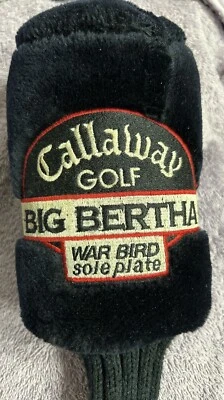 Callaway
GOLF
BIG BERTHA
WAR BIRD
sole plate